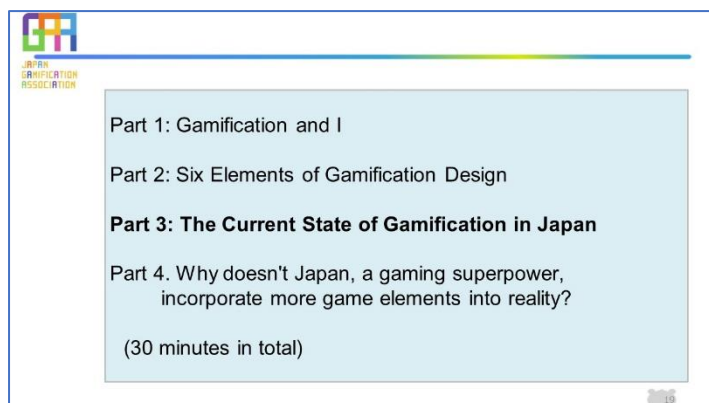 JAPAN
GAMIFICATION
ASSOCIATION
Part 1: Gamification and I
Part 2: Six Elements of Gamification Design
Part 3: The Current State of Gamification in Japan
Part 4. Why doesn't Japan, a gaming superpower,
incorporate more game elements into reality?
(30 minutes in total)
19